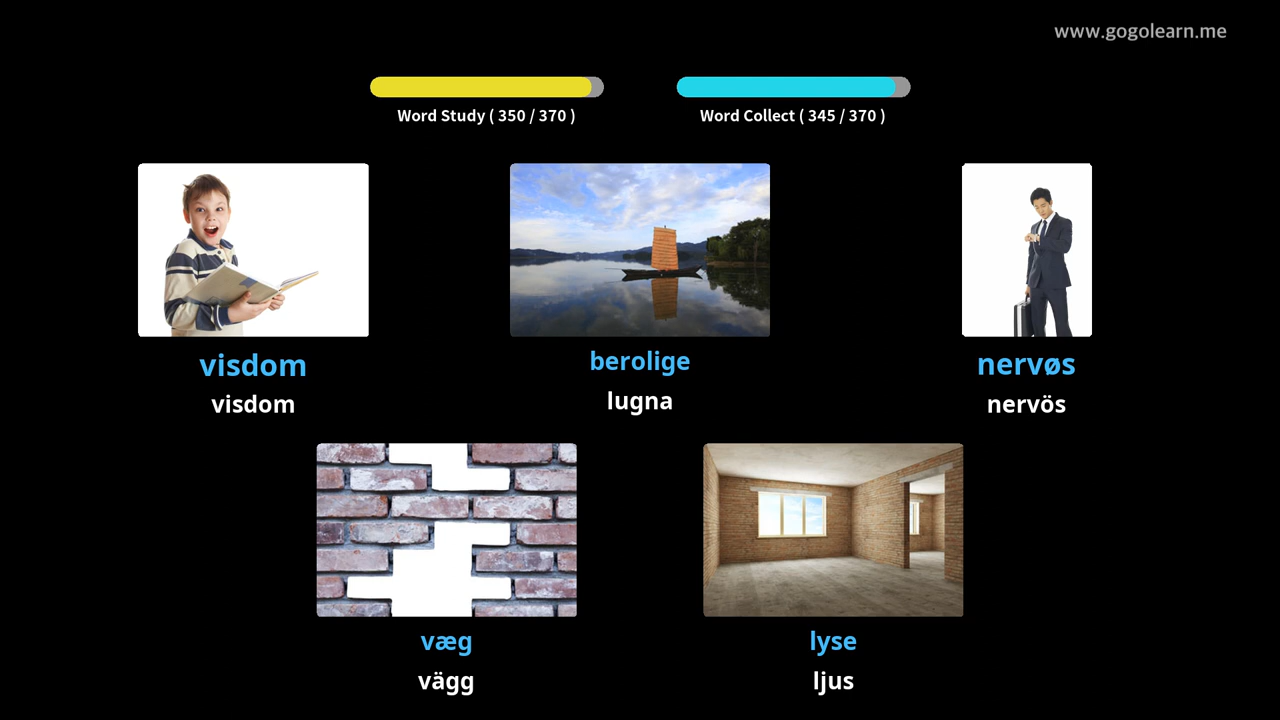 www.gogolearn.me
Word Study ( 350 / 370 )
Word Collect ( 345 / 370 )
visdom
visdom
berolige
lugna
nervøs
nervös
væg
vägg
lyse
ljus